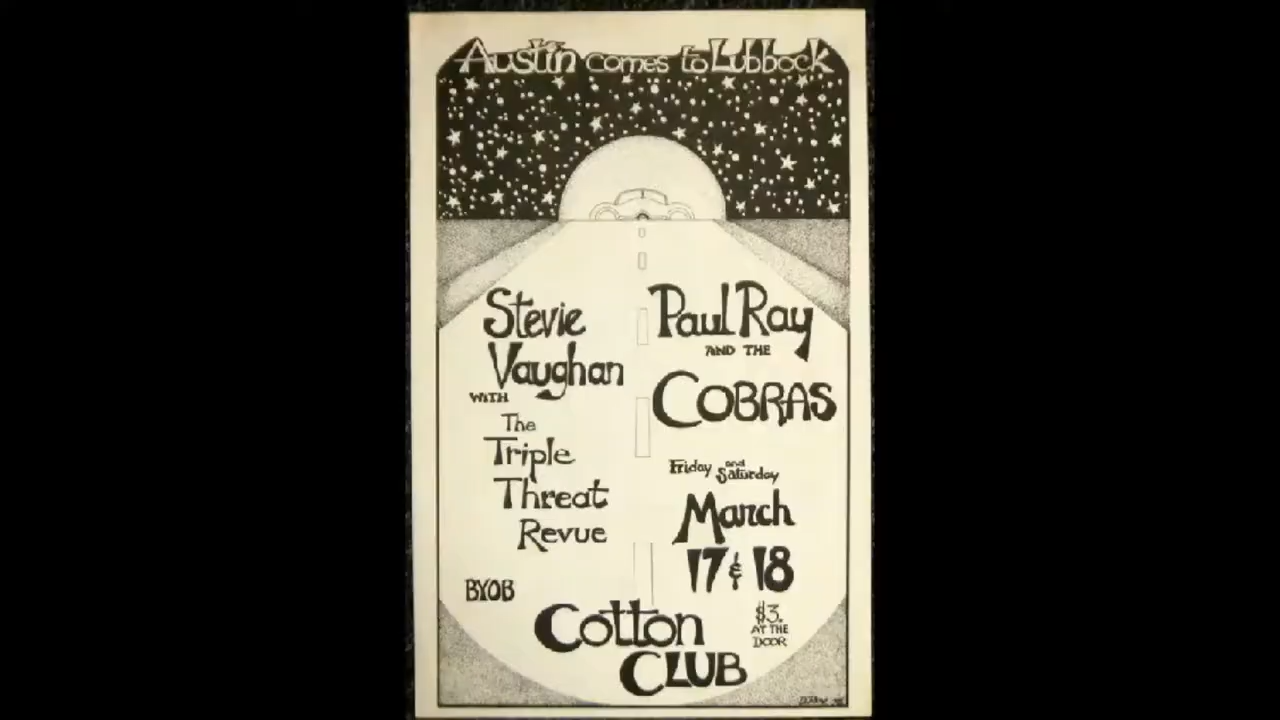 Austin comes to Lubbock
Stevie
Vaughan
WITH
The
Triple
Threat
Revue
BYOB
Paul Ray
AND THE
COBRAS
Friday and Saturday
March
17 & 18
$3.
AT THE
DOOR
Cotton
CLUB